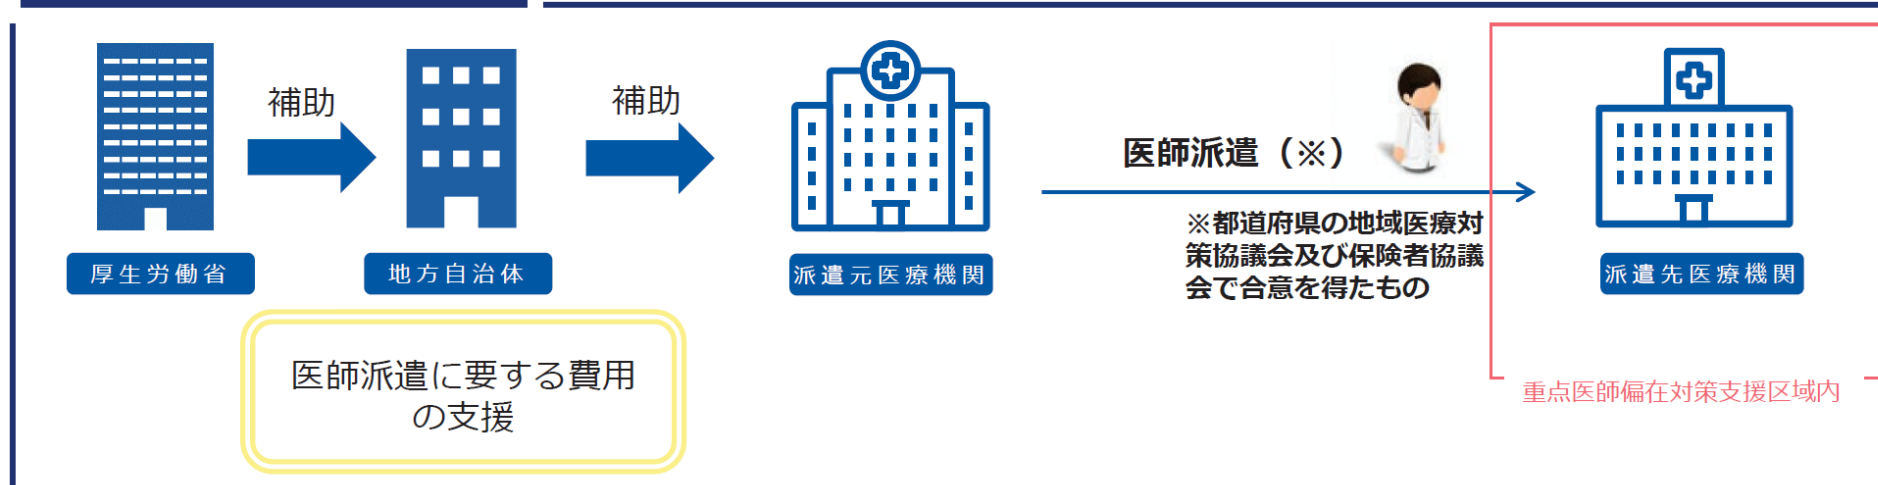 補助
補助
医師派遣（※）
※都道府県の地域医療対
策協議会及び保険者協議
会で合意を得たもの
厚生労働省
地方自治体
派遣元医療機関
派遣先医療機関
医師派遣に要する費用
の支援
重点医師偏在対策支援区域内